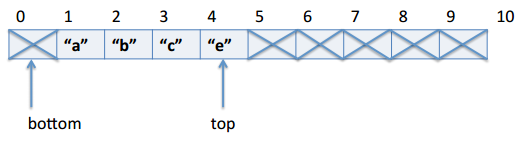 0 1 2 3 4 5 6 7 8 9 10
“a” “b” “c” “e”
bottom top